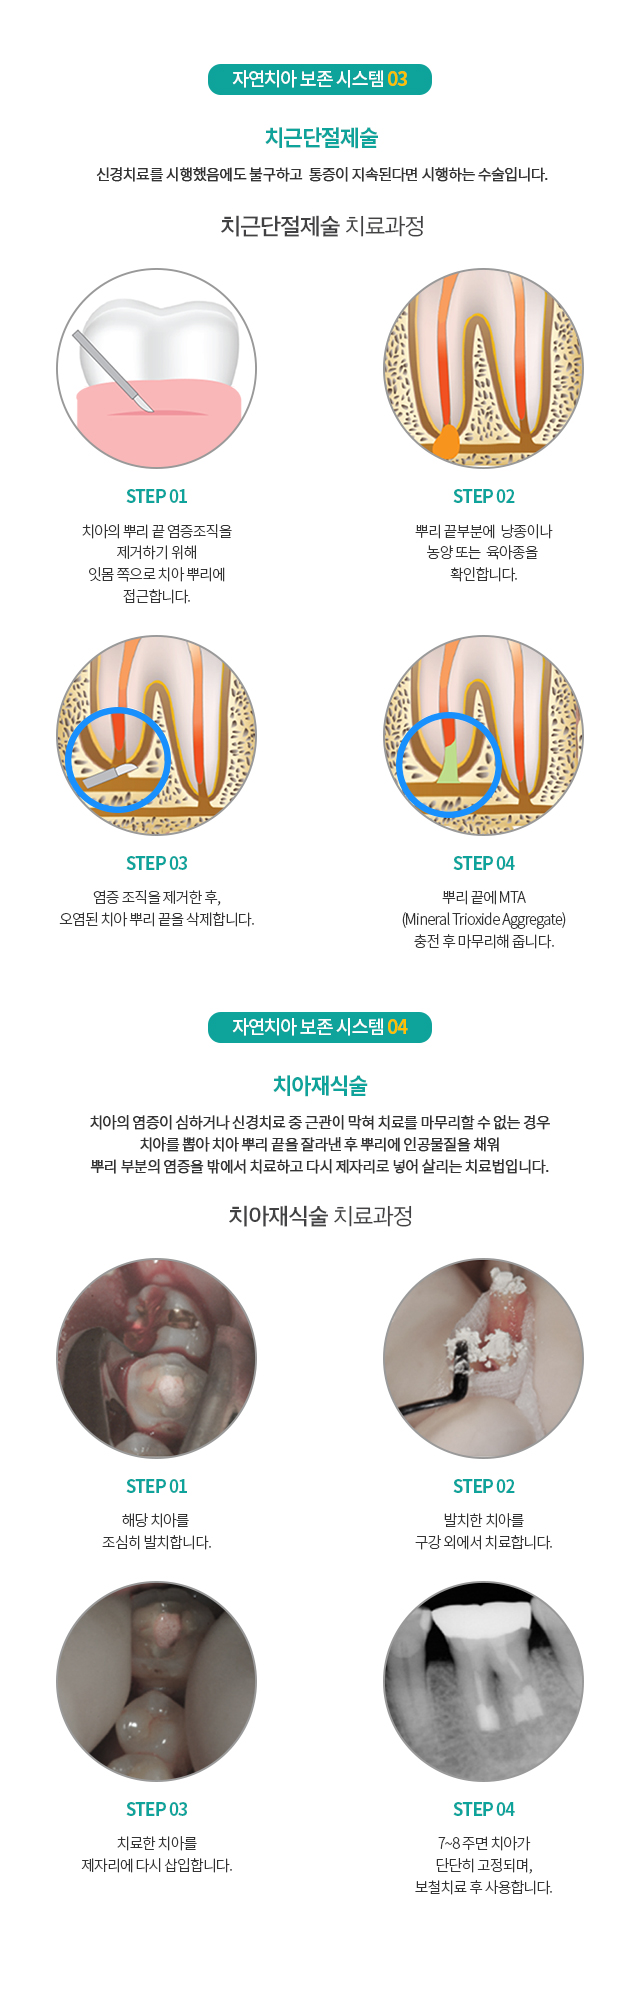 자연치아 보존 시스템 03
치근단절제술
신경치료를 시행했음에도 불구하고 통증이 지속된다면 시행하는 수술입니다.
치근단절제술 치료과정
STEP 01
치아의 뿌리 끝 염증조직을
제거하기 위해
잇몸 쪽으로 치아 뿌리에
접근합니다.
STEP 02
뿌리 끝부분에 낭종이나
농양 또는 육아종을
확인합니다.
STEP 03
염증 조직을 제거한 후,
오염된 치아 뿌리 끝을 삭제합니다.
STEP 04
뿌리 끝에 MTA
(Mineral Trioxide Aggregate)
충전 후 마무리해 줍니다.
자연치아 보존 시스템 04
치아재식술
치아의 염증이 심하거나 신경치료 중 근관이 막혀 치료를 마무리할 수 없는 경우
치아를 뽑아 치아 뿌리 끝을 잘라낸 후 뿌리에 인공물질을 채워
뿌리 부분의 염증을 밖에서 치료하고 다시 제자리로 넣어 살리는 치료법입니다.
치아재식술 치료과정
STEP 01
해당 치아를
조심히 발치합니다.
STEP 02
발치한 치아를
구강 외에서 치료합니다.
STEP 03
치료한 치아를
제자리에 다시 삽입합니다.
STEP 04
7~8 주면 치아가
단단히 고정되며,
보철치료 후 사용합니다.